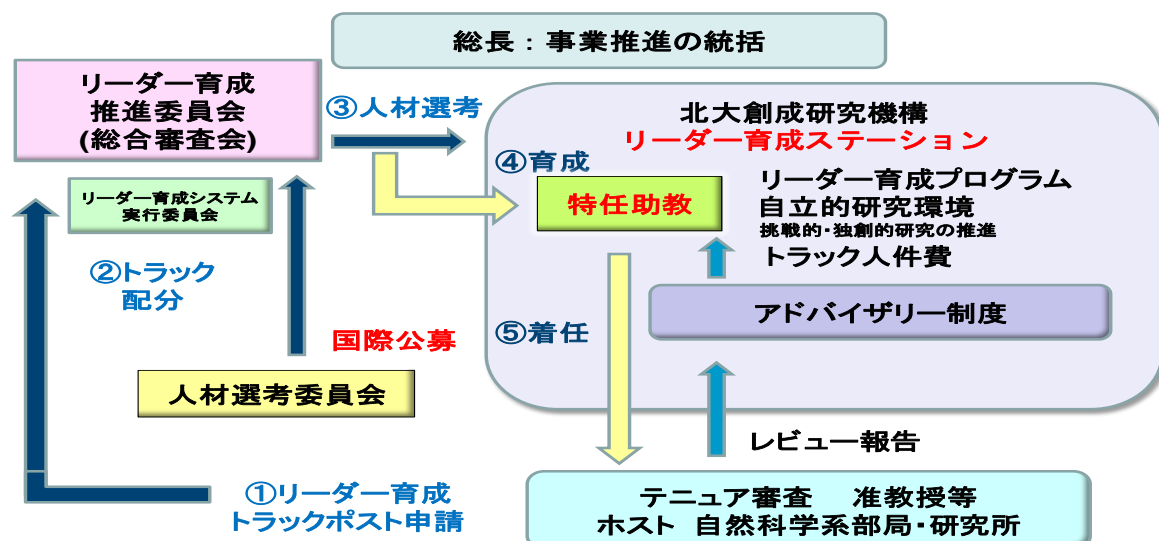 総長：事業推進の統括
リーダー育成
推進委員会
(総合審査会)
③人材選考
北大創成研究機構
リーダー育成ステーション
④育成
リーダー育成システム
実行委員会
特任助教
リーダー育成プログラム
自立的研究環境
挑戦的・独創的研究の推進
トラック人件費
②トラック
配分
アドバイザリー制度
国際公募
⑤着任
人材選考委員会
レビュー報告
①リーダー育成
トラックポスト申請
テニュア審査　准教授等
ホスト 自然科学系部局・研究所